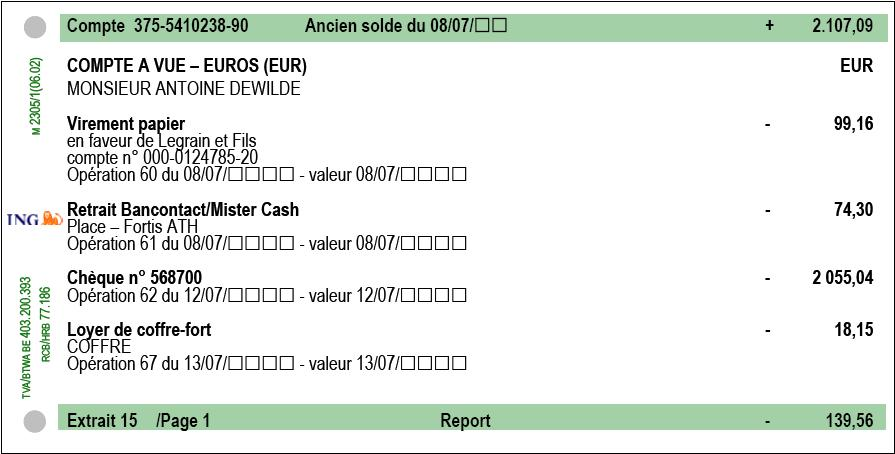 Compte 375-5410238-90 Ancien solde du 08/07/□□ + 2.107,09
COMPTE A VUE – EUROS (EUR) EUR
MONSIEUR ANTOINE DEWILDE
Virement papier - 99,16
en faveur de Legrain et Fils
compte n° 000-0124785-20
Opération 60 du 08/07/□□□□ - valeur 08/07/□□□□
Retrait Bancontact/Mister Cash - 74,30
Place – Fortis ATH
Opération 61 du 08/07/□□□□ - valeur 08/07/□□□□
Chèque n° 568700 - 2 055,04
Opération 62 du 12/07/□□□□ - valeur 12/07/□□□□
Loyer de coffre-fort - 18,15
COFFRE
Opération 67 du 13/07/□□□□ - valeur 13/07/□□□□
Extrait 15 /Page 1 Report - 139,56
M 2305/1(06.02)
ING
TVA/BTWA BE 403.200.393
RCB/HRB 77.186